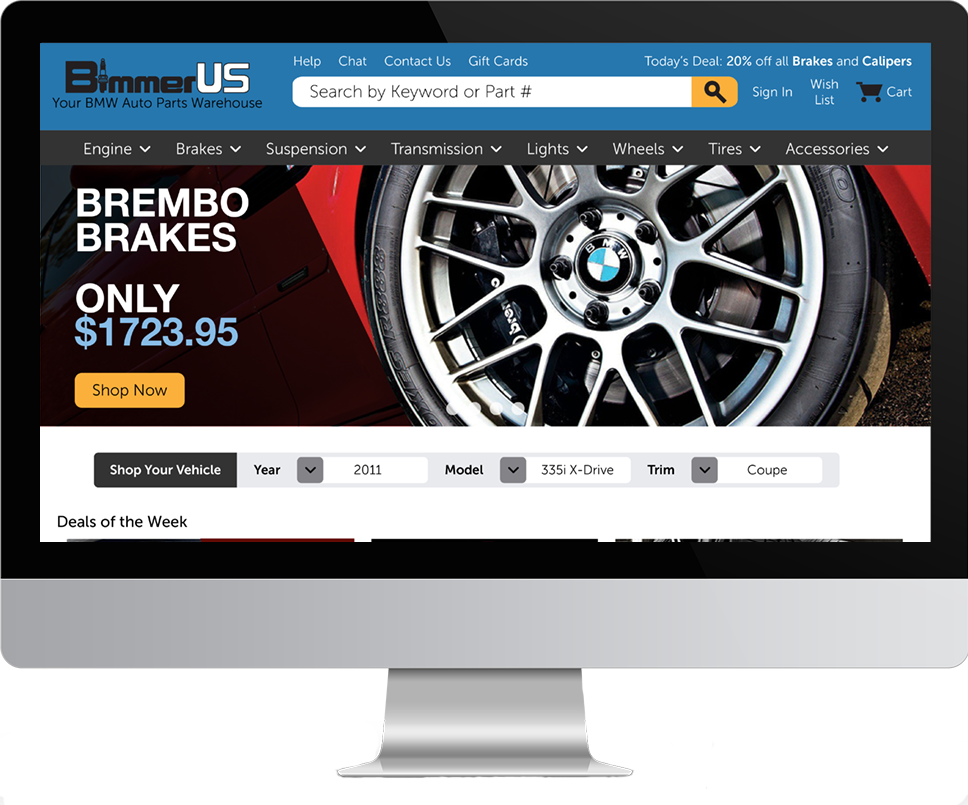 Help Chat Contact Us Gift Cards
Today's Deal: 20% off all Brakes and Calipers
BimmerUS
Your BMW Auto Parts Warehouse
Search by Keyword or Part #
Sign In
Wish
List
Cart
Engine Brakes Suspension Transmission Lights Wheels Tires Accessories
BREMBO
BRAKES
ONLY
$1723.95
Shop Now
BMW
Shop Your Vehicle Year 2011 Model 335i X-Drive Trim Coupe
Deals of the Week